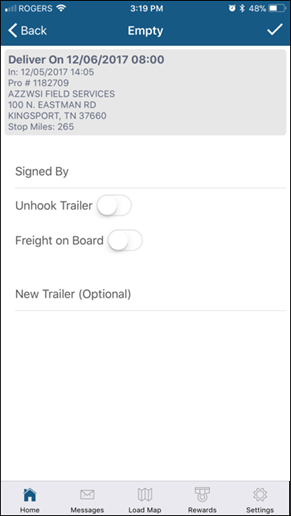 ROGERS 3:19 PM 48%
Back Empty
Deliver On 12/06/2017 08:00
In: 12/05/2017 14:05
Pro # 1182709
AZZWSI FIELD SERVICES
100 N. EASTMAN RD
KINGSPORT, TN 37660
Stop Miles: 265
Signed By
Unhook Trailer
Freight on Board
New Trailer (Optional)
Home Messages Load Map Rewards Settings